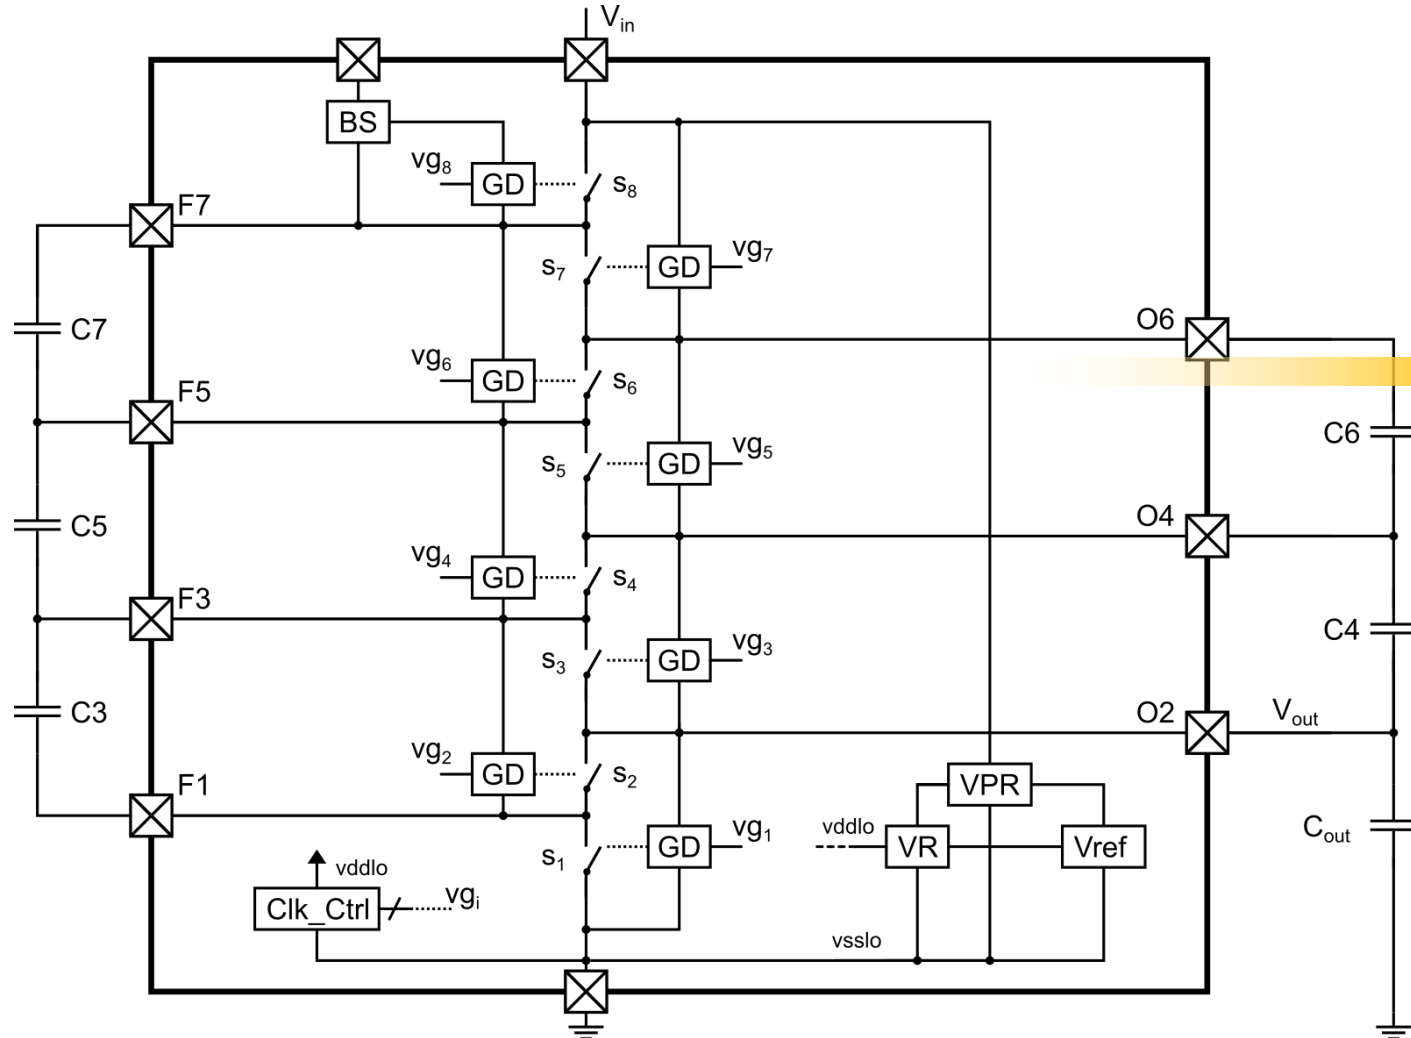 Vin
BS
vg8
GD
s8
F7
s7
GD
vg7
O6
C7
vg6
GD
s6
F5
C6
s5
GD
vg5
O4
C5
vg4
GD
s4
F3
C4
s3
GD
vg3
O2
Vout
C3
vg2
GD
s2
VPR
F1
s1
GD
vg1
vddlo
VR
Vref
Cout
vddlo
Clk_Ctrl
vgi
vsslo